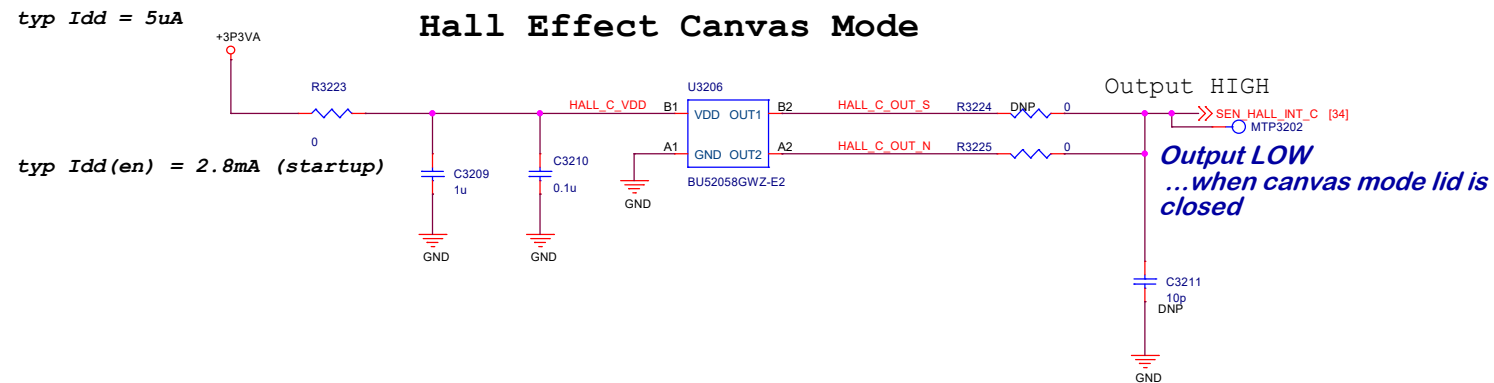 typ Idd = 5uA
Hall Effect Canvas Mode
+3P3VA
R3223
0
typ Idd(en) = 2.8mA (startup)
C3209
1u
GND
C3210
0.1u
GND
HALL_C_VDD
GND
U3206
B1 VDD OUT1 B2
A1 GND OUT2 A2
BU52058GWZ-E2
HALL_C_OUT_S R3224 DNP 0
HALL_C_OUT_N R3225 0
Output HIGH
SEN_HALL_INT_C [34]
MTP3202
Output LOW
...when canvas mode lid is
closed
C3211
10p
DNP
GND